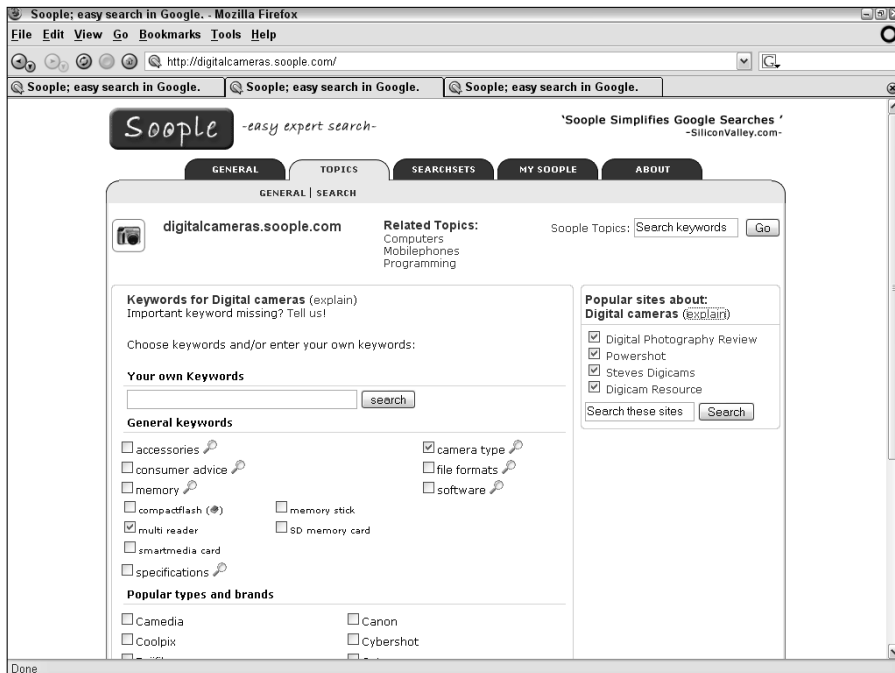 Soople; easy search in Google. - Mozilla Firefox
File Edit View Go Bookmarks Tools Help
http://digitalcameras.soople.com/
G
Soople; easy search in Google. Soople; easy search in Google. Soople; easy search in Google.
Soople -easy expert search- 'Soople Simplifies Google Searches '
-SiliconValley.com-
GENERAL TOPICS SEARCHSETS MY SOOPLE ABOUT
GENERAL | SEARCH
digitalcameras.soople.com Related Topics: Soople Topics: Search keywords Go
Computers
Mobilephones
Programming
Keywords for Digital cameras (explain)
Important keyword missing? Tell us!
Choose keywords and/or enter your own keywords:
Your own Keywords
search
General keywords
accessories camera type
consumer advice file formats
memory software
compactflash memory stick
multi reader SD memory card
smartmedia card
specifications
Popular types and brands
Camedia Canon
Coolpix Cybershot
Popular sites about:
Digital cameras (explain)
Digital Photography Review
Powershot
Steves Digicams
Digicam Resource
Search these sites Search
Done